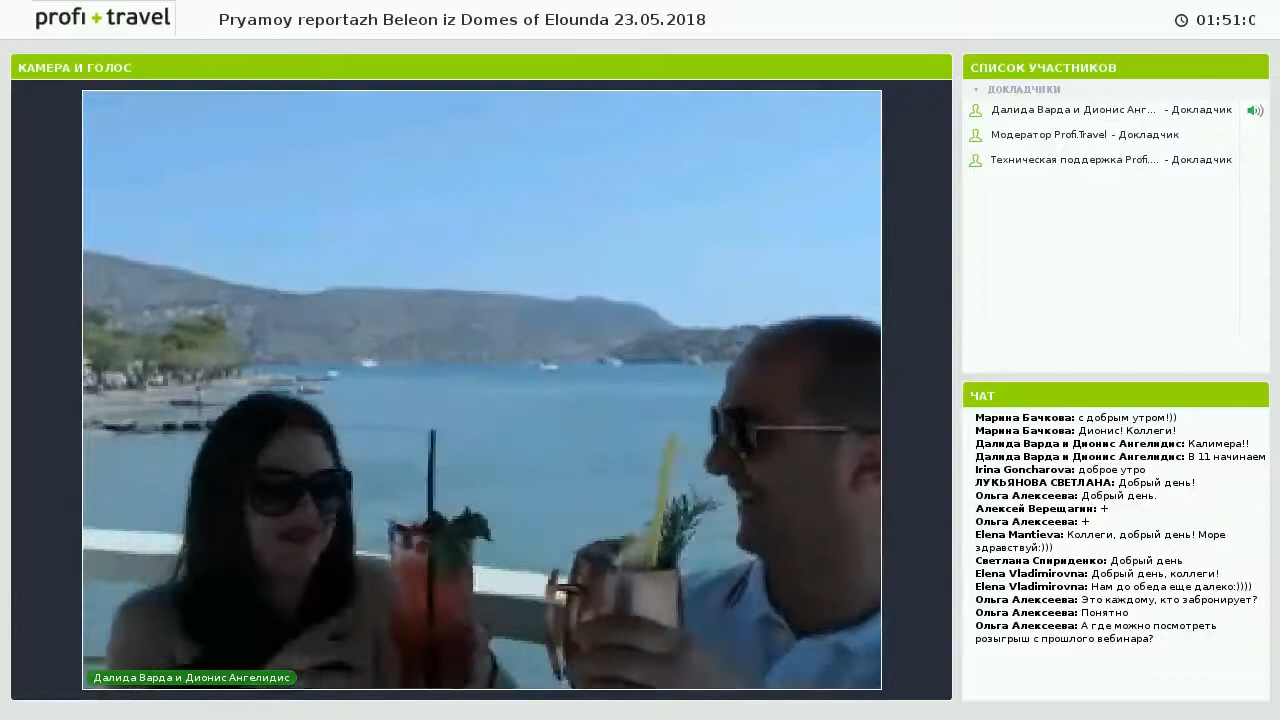 profi + travel
Pryamoy reportazh Beleon iz Domes of Elounda 23.05.2018
01:51:0
КАМЕРА И ГОЛОС
Далида Варда и Дионис Ангелидис
СПИСОК УЧАСТНИКОВ
ДОКЛАДЧИКИ
Далида Варда и Дионис Анг... - Докладчик
Модератор Profi.Travel - Докладчик
Техническая поддержка Profi.... - Докладчик
ЧАТ
Марина Бачкова: с добрым утром!))
Марина Бачкова: Дионис! Коллеги!
Далида Варда и Дионис Ангелидис: Калимера!!
Далида Варда и Дионис Ангелидис: В 11 начинаем
Irina Goncharova: доброе утро
ЛУКЬЯНОВА СВЕТЛАНА: Добрый день!
Ольга Алексеева: Добрый день.
Алексей Верещагин: +
Ольга Алексеева: +
Elena Mantieva: Коллеги, добрый день! Море
здравствуй:)))
Светлана Спириденко: Добрый день
Elena Vladimirovna: Добрый день, коллеги!
Elena Vladimirovna: Нам до обеда еще далеко:))))
Ольга Алексеева: Это каждому, кто забронирует?
Ольга Алексеева: Понятно
Ольга Алексеева: А где можно посмотреть
розыгрыш с прошлого вебинара?